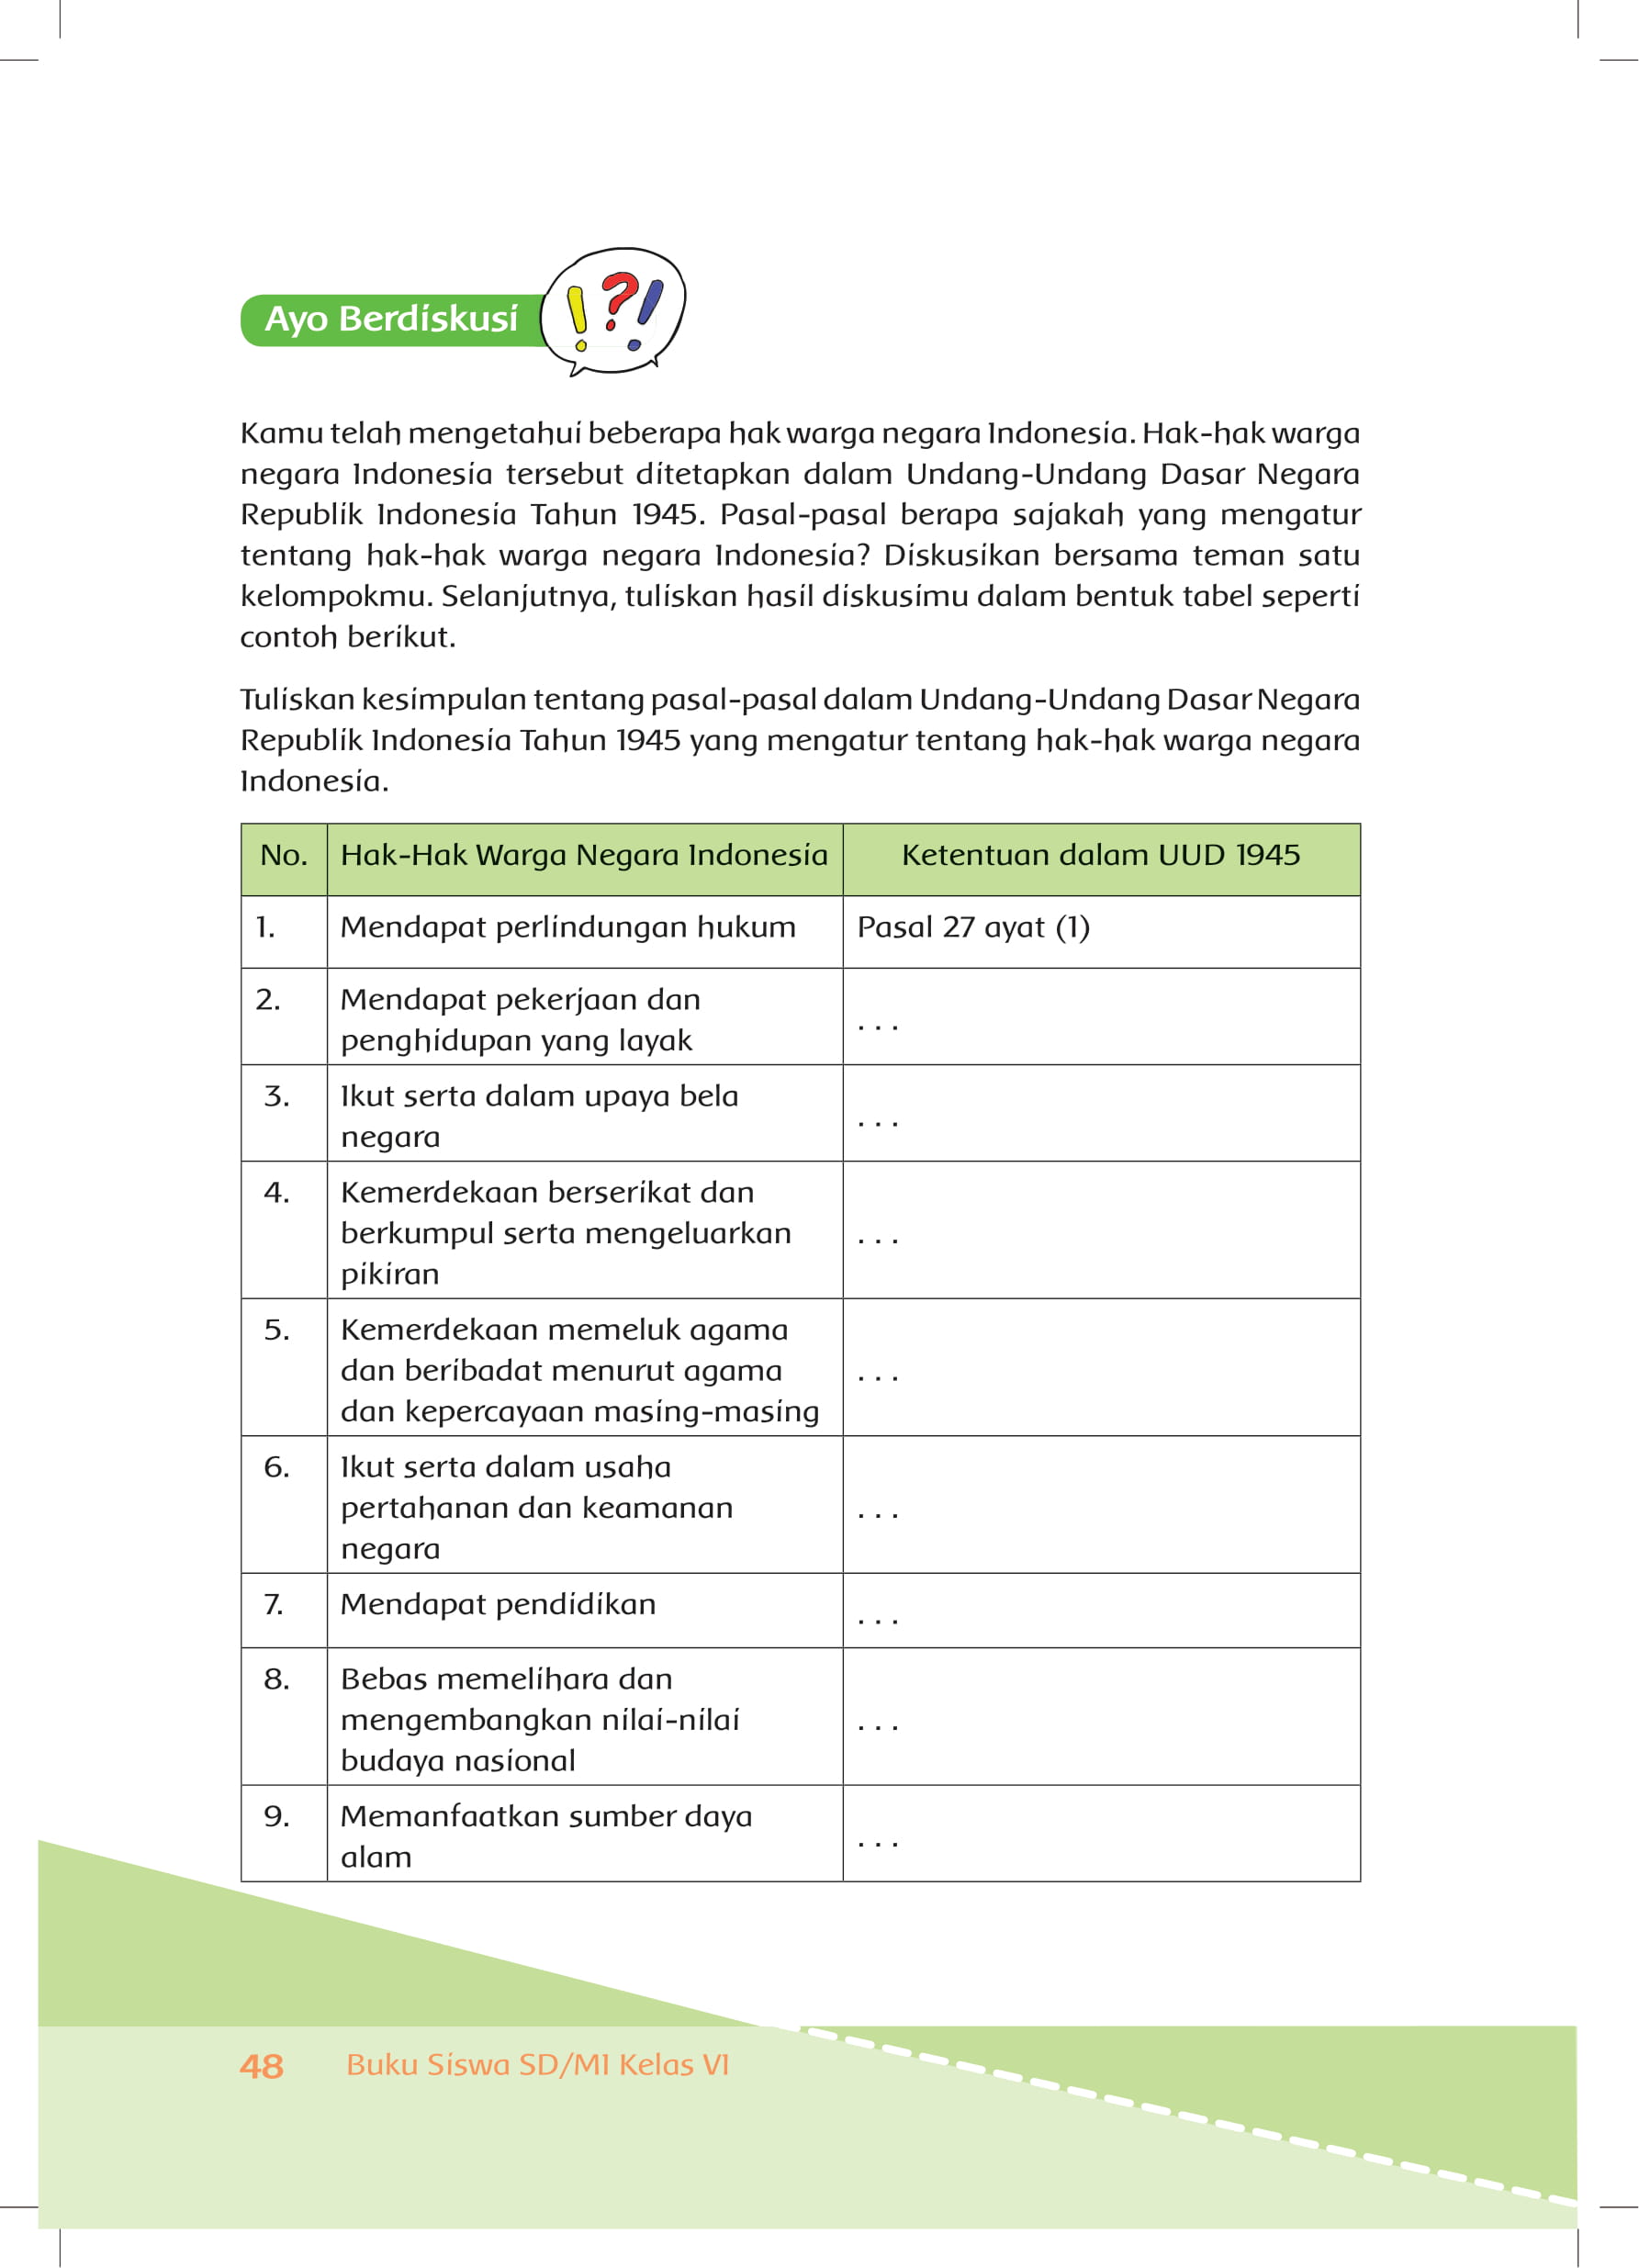 Ayo Berdiskusi
Kamu telah mengetahui beberapa hak warga negara Indonesia. Hak-hak warga
negara Indonesia tersebut ditetapkan dalam Undang-Undang Dasar Negara
Republik Indonesia Tahun 1945. Pasal-pasal berapa sajakah yang mengatur
tentang hak-hak warga negara Indonesia? Diskusikan bersama teman satu
kelompokmu. Selanjutnya, tuliskan hasil diskusimu dalam bentuk tabel seperti
contoh berikut.
Tuliskan kesimpulan tentang pasal-pasal dalam Undang-Undang Dasar Negara
Republik Indonesia Tahun 1945 yang mengatur tentang hak-hak warga negara
Indonesia.
No. Hak-Hak Warga Negara Indonesia Ketentuan dalam UUD 1945
1. Mendapat perlindungan hukum Pasal 27 ayat (1)
2. Mendapat pekerjaan dan
penghidupan yang layak
. . .
3. Ikut serta dalam upaya bela
negara
. . .
4. Kemerdekaan berserikat dan
berkumpul serta mengeluarkan
pikiran
. . .
5. Kemerdekaan memeluk agama
dan beribadat menurut agama
dan kepercayaan masing-masing
. . .
6. Ikut serta dalam usaha
pertahanan dan keamanan
negara
. . .
7. Mendapat pendidikan . . .
8. Bebas memelihara dan
mengembangkan nilai-nilai
budaya nasional
. . .
9. Memanfaatkan sumber daya
alam
. . .
48 Buku Siswa SD/MI Kelas VI